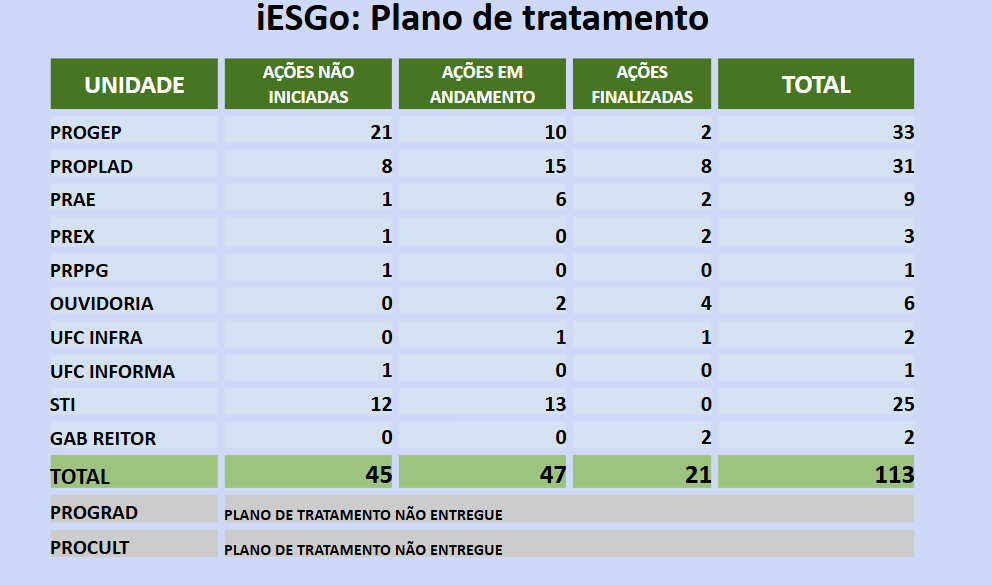 iESGo: Plano de tratamento
UNIDADE AÇÕES NÃO INICIADAS AÇÕES EM ANDAMENTO AÇÕES FINALIZADAS TOTAL
PROGEP 21 10 2 33
PROPLAD 8 15 8 31
PRAE 1 6 2 9
PREX 1 0 2 3
PRPPG 1 0 0 1
OUVIDORIA 0 2 4 6
UFC INFRA 0 1 1 2
UFC INFORMA 1 0 0 1
STI 12 13 0 25
GAB REITOR 0 0 2 2
TOTAL 45 47 21 113
PROGRAD PLANO DE TRATAMENTO NÃO ENTREGUE
PROCULT PLANO DE TRATAMENTO NÃO ENTREGUE